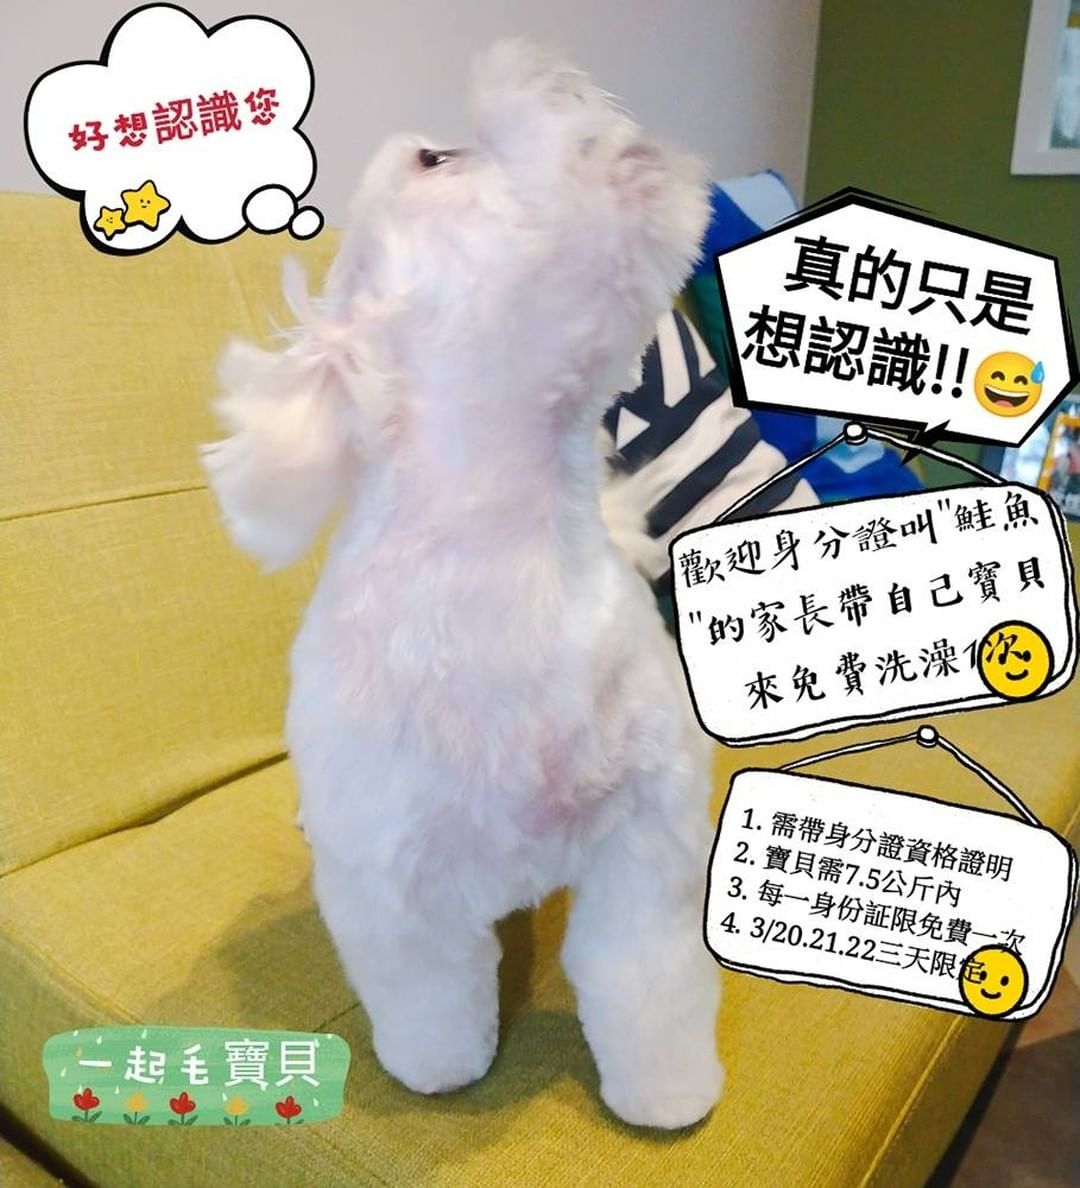 好想認識您
真的只是
想認識!!
歡迎身分證叫"鮭魚
"的家長帶自己寶貝
來免費洗澡1次
1. 需帶身分證資格證明
2. 寶貝需7.5公斤內
3. 每一身份証限免費一次
4. 3/20.21.22三天限定
一起毛寶貝